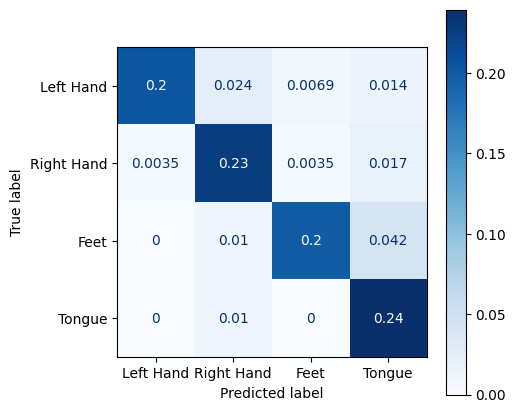 Left Hand 0.2 0.024 0.0069 0.014
Right Hand 0.0035 0.23 0.0035 0.017
Feet 0 0.01 0.2 0.042
Tongue 0 0.01 0 0.24
Left Hand Right Hand Feet Tongue
Predicted label
True label
0.20
0.15
0.10
0.05
0.00